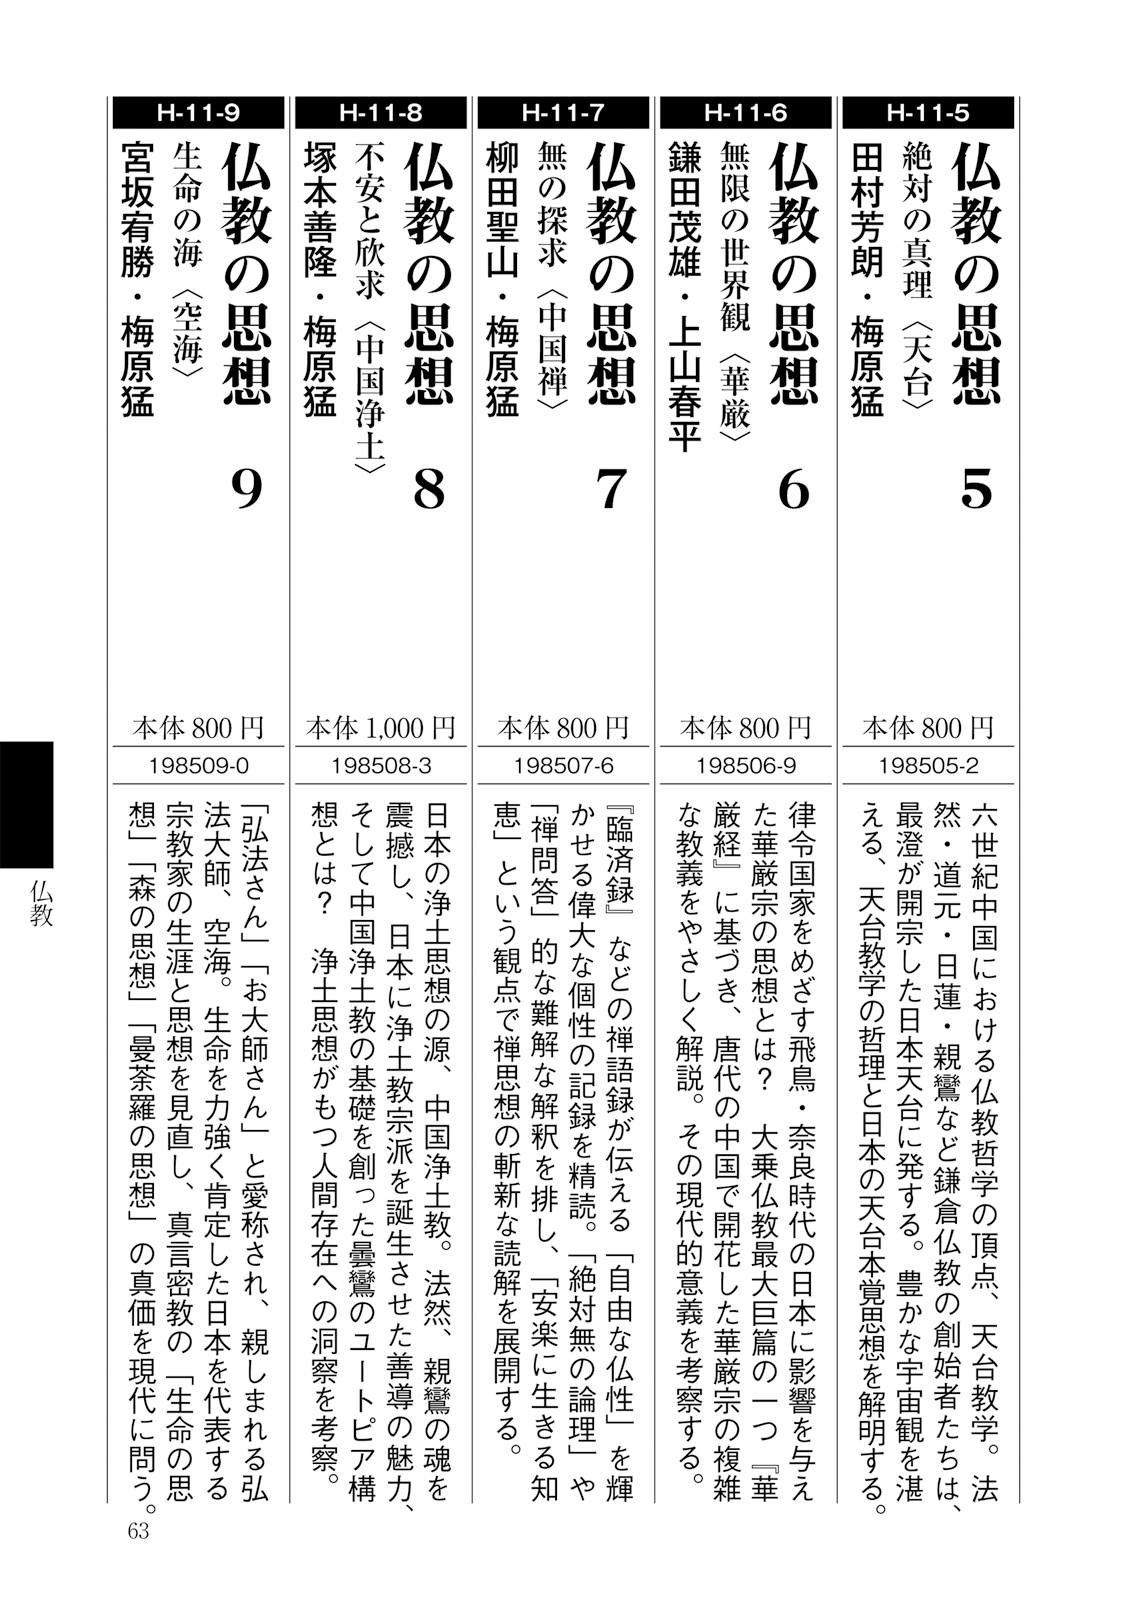 H-11-5
仏教の思想 5
絶対の真理〈天台〉
田村芳朗・梅原猛
本体 800 円
198505-2
六世紀中国における仏教哲学の頂点、天台教学。法
然・道元・日蓮・親鸞など鎌倉仏教の創始者たちは、
最澄が開宗した日本天台に発する。豊かな宇宙観を湛
える、天台教学の哲理と日本の天台本覚思想を解明する。
H-11-6
仏教の思想 6
無限の世界観〈華厳〉
鎌田茂雄・上山春平
本体 800 円
198506-9
律令国家をめざす飛鳥・奈良時代の日本に影響を与え
た華厳宗の思想とは？　大乗仏教最大巨篇の一つ『華
厳経』に基づき、唐代の中国で開花した華厳宗の複雑
な教義をやさしく解説。その現代的意義を考察する。
H-11-7
仏教の思想 7
無の探求〈中国禅〉
柳田聖山・梅原猛
本体 800 円
198507-6
『臨済録』などの禅語録が伝える「自由な仏性」を輝
かせる偉大な個性の記録を精読。「絶対無の論理」や
「禅問答」的な難解な解釈を排し、「安楽に生きる知
恵」という観点で禅思想の斬新な読解を展開する。
H-11-8
仏教の思想 8
不安と欣求〈中国浄土〉
塚本善隆・梅原猛
本体 1,000 円
198508-3
日本の浄土思想の源、中国浄土教。法然、親鸞の魂を
震撼し、日本に浄土教宗派を誕生させた善導の魅力、
そして中国浄土教の基礎を創った曇鸞のユートピア構
想とは？　浄土思想がもつ人間存在への洞察を考察。
H-11-9
仏教の思想 9
生命の海〈空海〉
宮坂宥勝・梅原猛
本体 800 円
198509-0
「弘法さん」「お大師さん」と愛称され、親しまれる弘
法大師、空海。生命を力強く肯定した日本を代表する
宗教家の生涯と思想を見直し、真言密教の「生命の思
想」「森の思想」「曼荼羅の思想」の真価を現代に問う。
仏教
63